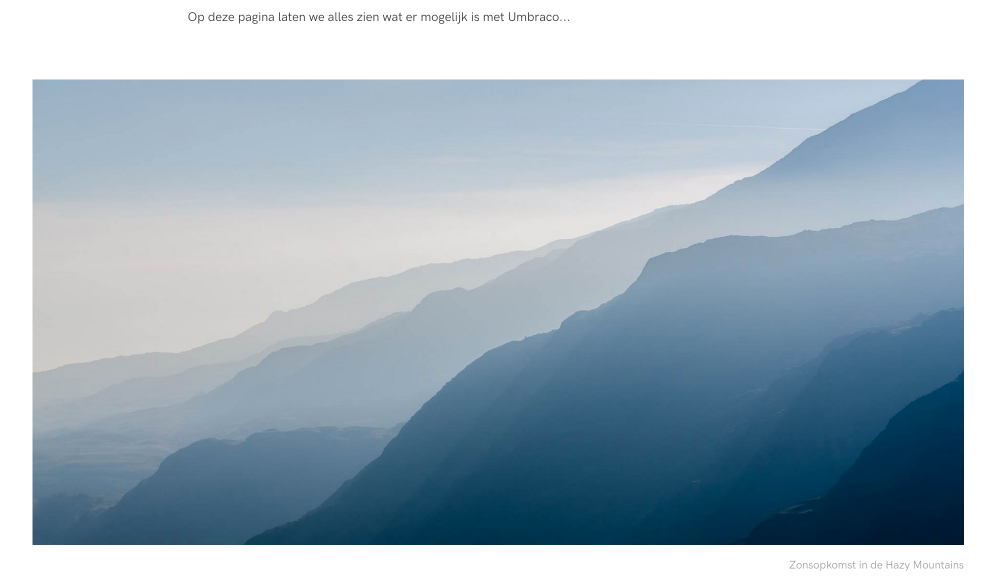 Op deze pagina laten we alles zien wat er mogelijk is met Umbraco...
Zonsopkomst in de Hazy Mountains